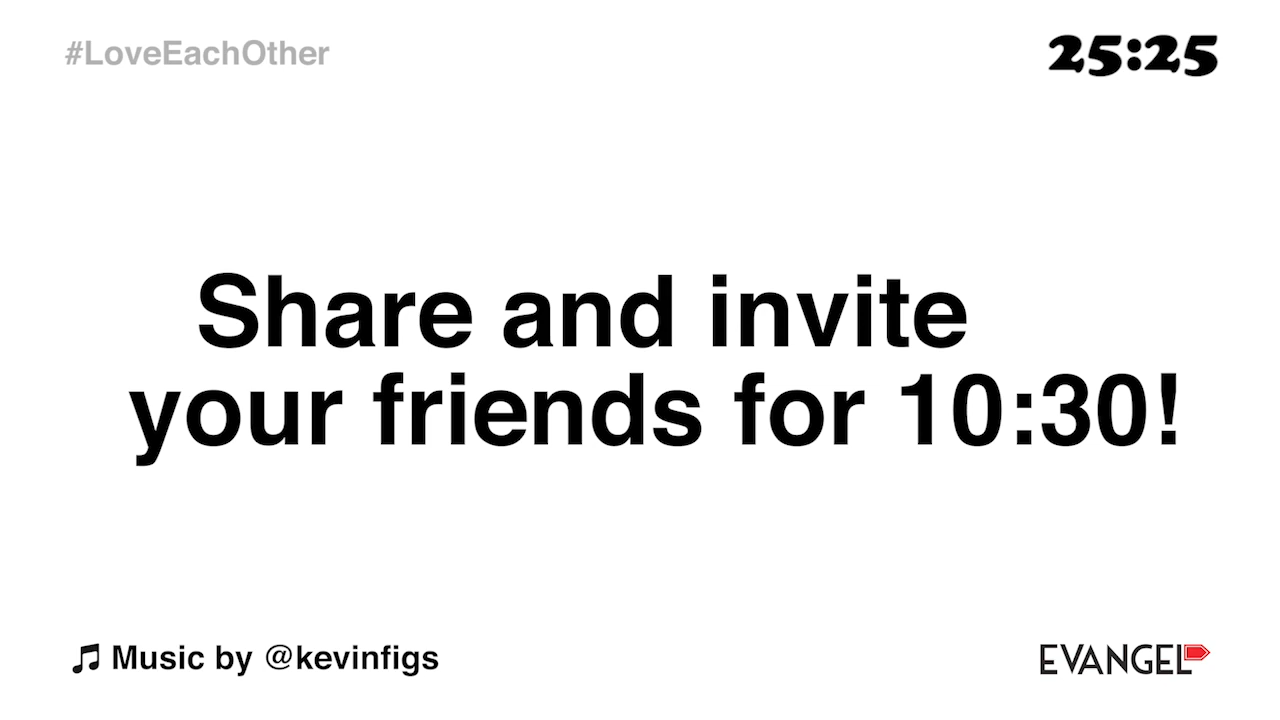 #LoveEachOther
25:25
Share and invite
your friends for 10:30!
🎵 Music by @kevinfigs
EVANGEL